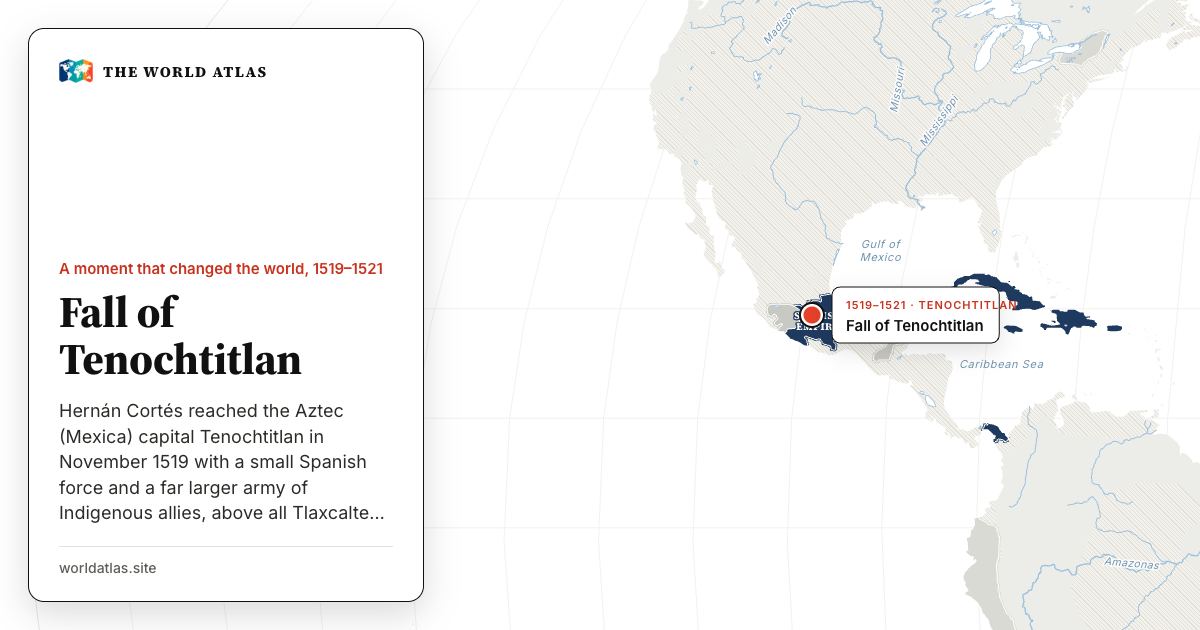 THE WORLD ATLAS
A moment that changed the world, 1519–1521
Fall of
Tenochtitlan
Hernán Cortés reached the Aztec
(Mexica) capital Tenochtitlan in
November 1519 with a small Spanish
force and a far larger army of
Indigenous allies, above all Tlaxcalte...
worldatlas.site
Madison
Missouri
Mississippi
Gulf of
Mexico
1519–1521 · TENOCHTITLAN
Fall of Tenochtitlan
Caribbean Sea
Amazonas